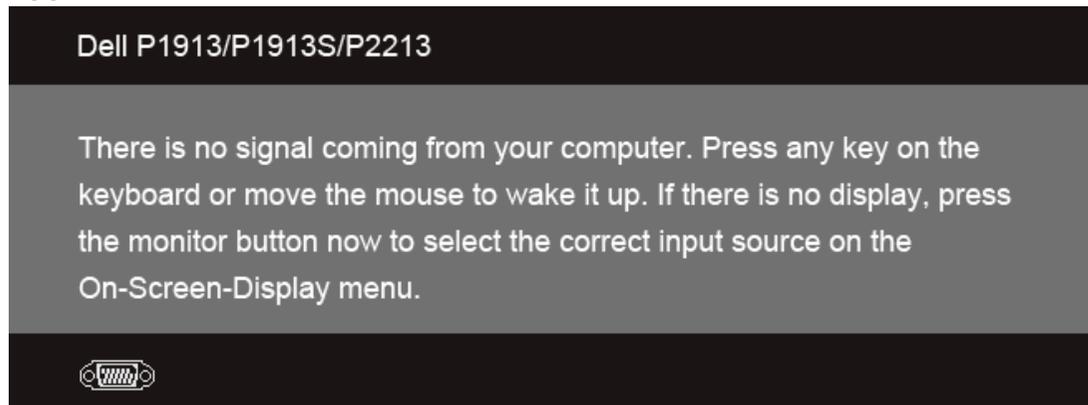 Dell P1913/P1913S/P2213
There is no signal coming from your computer. Press any key on the
keyboard or move the mouse to wake it up. If there is no display, press
the monitor button now to select the correct input source on the
On-Screen-Display menu.